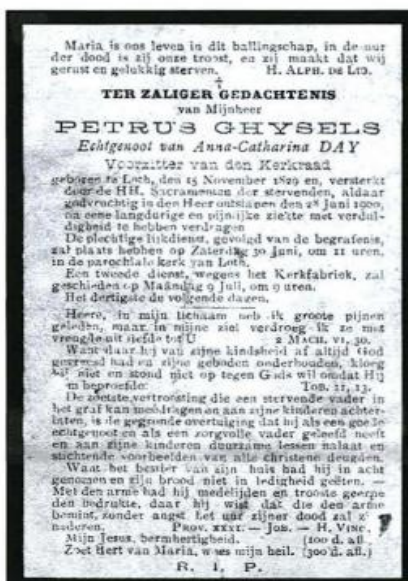 Maria is ons leven in dit ballingschap, in de uur
der dood is zij onze troost, en zij maakt dat wij
gerust en gelukkig sterven. H. ALPH. DE LIG.
TER ZALIGER GEDACHTENIS
van Mijnheer
PETRUS GHYSELS
Echtgenoot van Anna-Catharina DAY
Voorzitter van den Kerkraad
geboren te Loth, den 15 November 1829 en, versterkt
door de HH. Sacramenten der stervenden, aldaar
godvruchtig in den Heer ontslapen den 28 Juni 1900,
na eene langdurige en pijnlijke ziekte met verdul-
digheid te hebben verdragen
De plechtige lijkdienst, gevolgd van de begrafenis,
zal plaats hebben op Zaterdag 30 Juni, om 11 uren,
in de parochiale kerk van Loth.
Een tweede dienst, wegens het Kerkfabriek, zal
geschieden op Maandag 9 Juli, om 9 uren.
Het dertigste de volgende dagen.
Heere, in mijn lichaam heb ik groote pijnen
geleden, maar in mijne ziel verdroeg ik ze met
vreugde uit liefde tot U 2 MACH. VI, 30.
Want daar hij van zijne kindsheid af altijd God
gevreesd had en zijne geboden onderhouden, kloeg
hij niet en stond niet op tegen Gods wil omdat Hij
m beproefde: TOB. II, 13.
De zoetste vertroosting die een stervende vader in
het graf kan medragen en aan zijne kinderen achter-
laten, is de gegronde overtuiging dat hij als een goede
echtgenoot en als een zorgvolle vader geleefd heeft
en aan zijne kinderen duurzame lessen nalaat en
stichtende voorbeelden van alle christene deugden.
Waat het bestier van zijn huis had hij in acht
genomen en zijn brood niet in ledigheid geëten. —
Met den arme had hij medelijden en trooste geerne
den bedrukte, daar hij wist dat die den arme
bemint, zonder angst het uur zijner dood zal z
naderen. PROV. XXXI. — JOB. — H. VINC.
Mijn Jesus, bermhertigheid. (100 d. afl.
Zoet Hert van Maria, wees mijn heil. (300 d. afl.)
R. I. P.